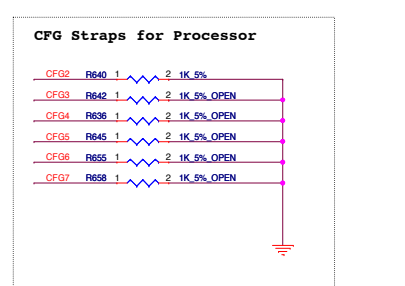 CFG Straps for Processor
CFG2 R640 1 2 1K_5%
CFG3 R642 1 2 1K_5%_OPEN
CFG4 R636 1 2 1K_5%_OPEN
CFG5 R645 1 2 1K_5%_OPEN
CFG6 R655 1 2 1K_5%_OPEN
CFG7 R658 1 2 1K_5%_OPEN